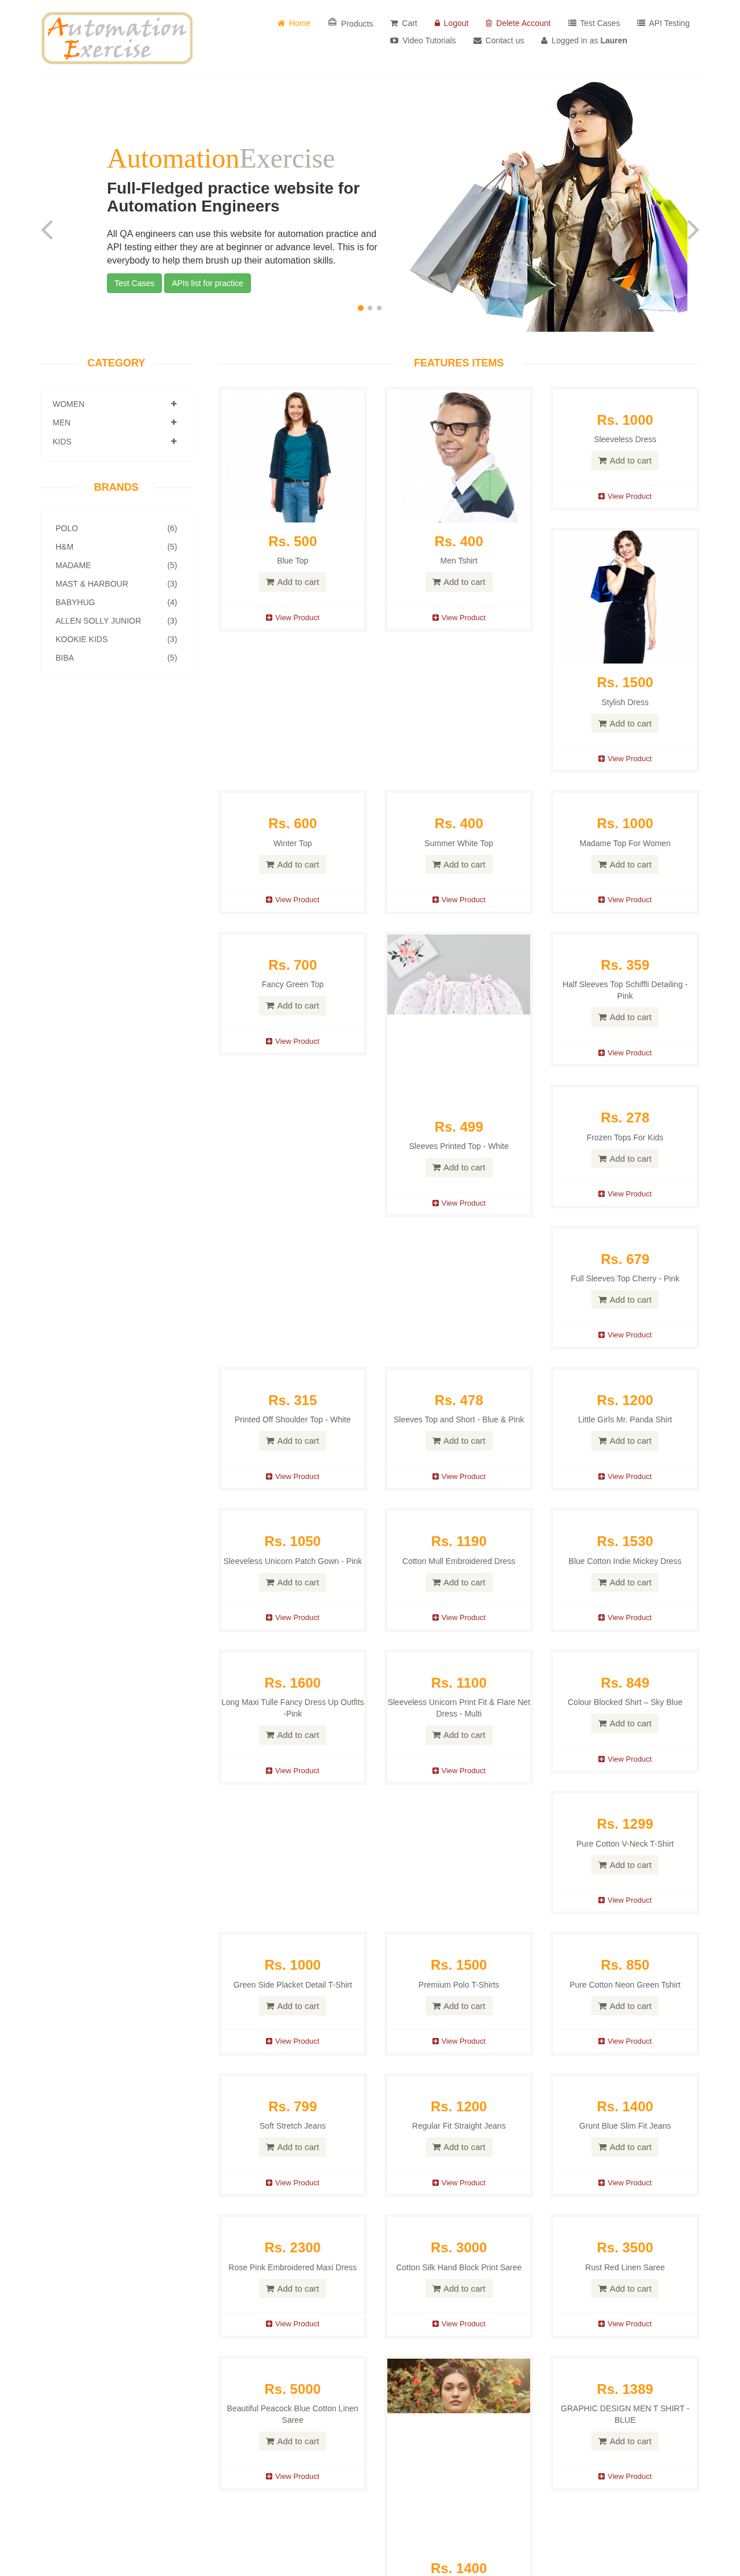 Automation
Exercise
Home
Products
Cart
Logout
Delete Account
Test Cases
API Testing
Video Tutorials
Contact us
Logged in as Lauren
AutomationExercise
Full-Fledged practice website for
Automation Engineers
All QA engineers can use this website for automation practice and
API testing either they are at beginner or advance level. This is for
everybody to help them brush up their automation skills.
Test Cases
APIs list for practice
CATEGORY
WOMEN
MEN
KIDS
BRANDS
POLO (6)
H&M (5)
MADAME (5)
MAST & HARBOUR (3)
BABYHUG (4)
ALLEN SOLLY JUNIOR (3)
KOOKIE KIDS (3)
BIBA (5)
FEATURES ITEMS
Rs. 500
Blue Top
Add to cart
View Product
Rs. 400
Men Tshirt
Add to cart
View Product
Rs. 1000
Sleeveless Dress
Add to cart
View Product
Rs. 1500
Stylish Dress
Add to cart
View Product
Rs. 600
Winter Top
Add to cart
View Product
Rs. 400
Summer White Top
Add to cart
View Product
Rs. 1000
Madame Top For Women
Add to cart
View Product
Rs. 700
Fancy Green Top
Add to cart
View Product
Rs. 499
Sleeves Printed Top - White
Add to cart
View Product
Rs. 359
Half Sleeves Top Schiffli Detailing -
Pink
Add to cart
View Product
Rs. 278
Frozen Tops For Kids
Add to cart
View Product
Rs. 679
Full Sleeves Top Cherry - Pink
Add to cart
View Product
Rs. 315
Printed Off Shoulder Top - White
Add to cart
View Product
Rs. 478
Sleeves Top and Short - Blue & Pink
Add to cart
View Product
Rs. 1200
Little Girls Mr. Panda Shirt
Add to cart
View Product
Rs. 1050
Sleeveless Unicorn Patch Gown - Pink
Add to cart
View Product
Rs. 1190
Cotton Mull Embroidered Dress
Add to cart
View Product
Rs. 1530
Blue Cotton Indie Mickey Dress
Add to cart
View Product
Rs. 1600
Long Maxi Tulle Fancy Dress Up Outfits
-Pink
Add to cart
View Product
Rs. 1100
Sleeveless Unicorn Print Fit & Flare Net
Dress - Multi
Add to cart
View Product
Rs. 849
Colour Blocked Shirt – Sky Blue
Add to cart
View Product
Rs. 1299
Pure Cotton V-Neck T-Shirt
Add to cart
View Product
Rs. 1000
Green Side Placket Detail T-Shirt
Add to cart
View Product
Rs. 1500
Premium Polo T-Shirts
Add to cart
View Product
Rs. 850
Pure Cotton Neon Green Tshirt
Add to cart
View Product
Rs. 799
Soft Stretch Jeans
Add to cart
View Product
Rs. 1200
Regular Fit Straight Jeans
Add to cart
View Product
Rs. 1400
Grunt Blue Slim Fit Jeans
Add to cart
View Product
Rs. 2300
Rose Pink Embroidered Maxi Dress
Add to cart
View Product
Rs. 3000
Cotton Silk Hand Block Print Saree
Add to cart
View Product
Rs. 3500
Rust Red Linen Saree
Add to cart
View Product
Rs. 5000
Beautiful Peacock Blue Cotton Linen
Saree
Add to cart
View Product
Rs. 1400
Rs. 1389
GRAPHIC DESIGN MEN T SHIRT -
BLUE
Add to cart
View Product